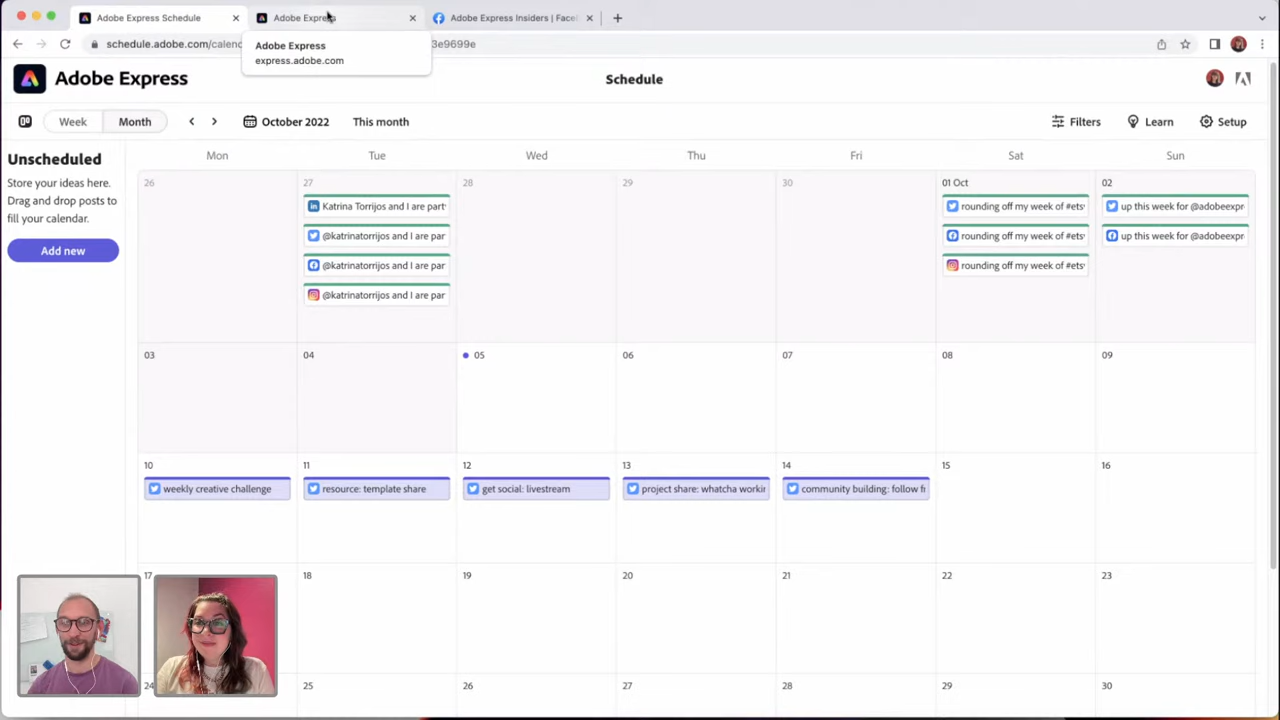 Adobe Express Schedule
Adobe Express
Adobe Express Insiders | Fac
schedule.adobe.com/calen
3e9699e
Adobe Express
express.adobe.com
Adobe Express
Schedule
Week
Month
October 2022
This month
Filters
Learn
Setup
Unscheduled
Store your ideas here.
Drag and drop posts to
fill your calendar.
Add new
Mon
Tue
Wed
Thu
Fri
Sat
Sun
26
27
28
29
30
01 Oct
02
Katrina Torrijos and I are part
@katrinatorrijos and I are par
@katrinatorrijos and I are par
@katrinatorrijos and I are par
rounding off my week of #ets
rounding off my week of #ets
rounding off my week of #ets
up this week for @adobeexpr
up this week for @adobeexpr
03
04
05
06
07
08
09
10
11
12
13
14
15
16
weekly creative challenge
resource: template share
get social: livestream
project share: whatcha workin
community building: follow fr
17
18
19
20
21
22
23
24
25
26
27
28
29
30